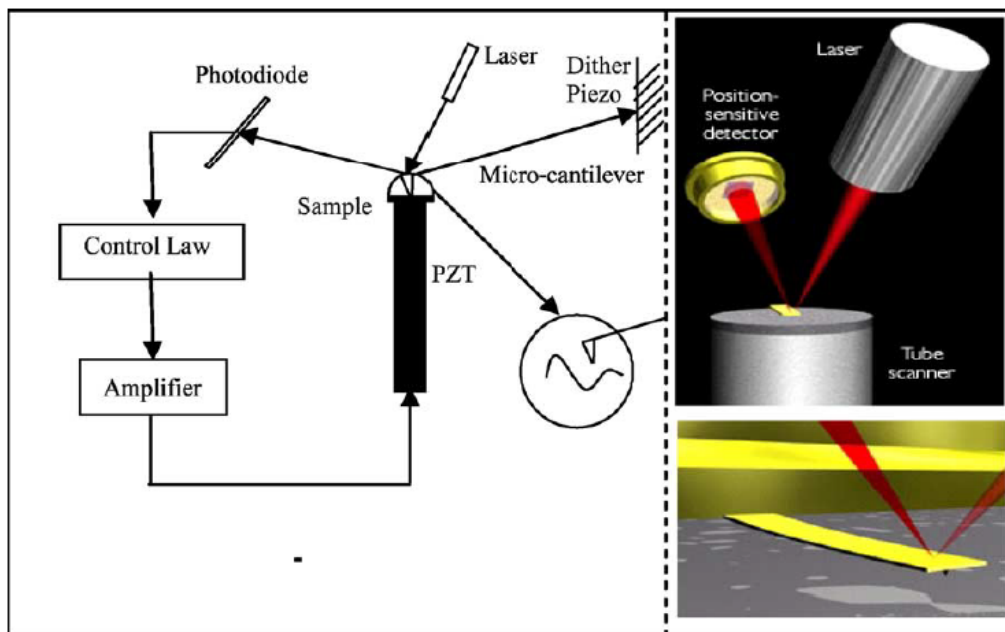 Photodiode
Laser
Dither
Piezo
Micro-cantilever
Sample
Control Law
PZT
Amplifier
Laser
Position-
sensitive
detector
Tube
scanner